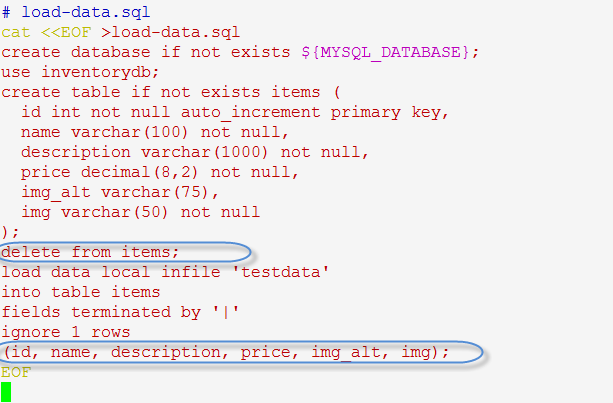 # load-data.sql
cat <<EOF >load-data.sql
create database if not exists ${MYSQL_DATABASE};
use inventorydb;
create table if not exists items (
  id int not null auto_increment primary key,
  name varchar(100) not null,
  description varchar(1000) not null,
  price decimal(8,2) not null,
  img_alt varchar(75),
  img varchar(50) not null
);
delete from items;
load data local infile 'testdata'
into table items
fields terminated by '|'
ignore 1 rows
(id, name, description, price, img_alt, img);
EOF